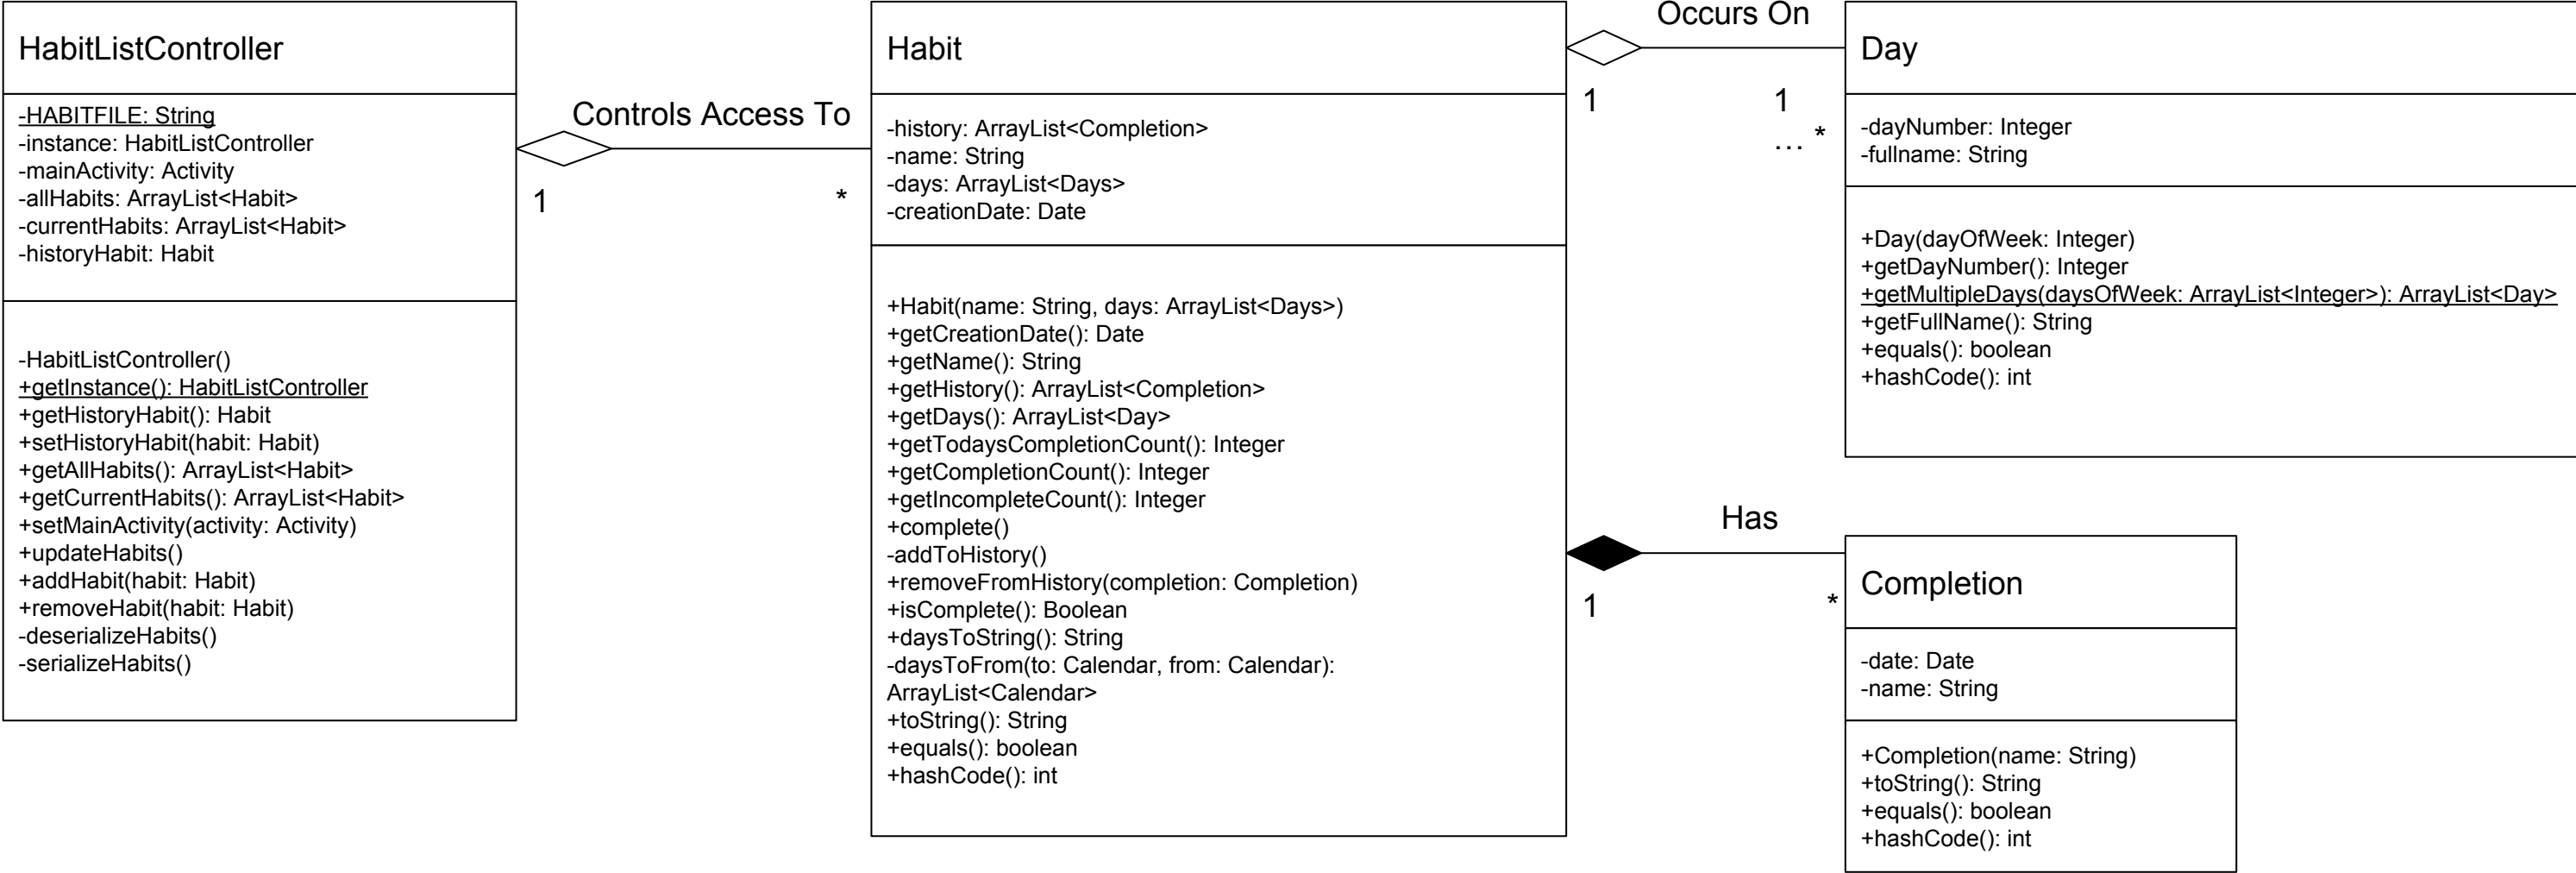 HabitListController
-HABITFILE: String
-instance: HabitListController
-mainActivity: Activity
-allHabits: ArrayList<Habit>
-currentHabits: ArrayList<Habit>
-historyHabit: Habit
-HabitListController()
+getInstance(): HabitListController
+getHistoryHabit(): Habit
+setHistoryHabit(habit: Habit)
+getAllHabits(): ArrayList<Habit>
+getCurrentHabits(): ArrayList<Habit>
+setMainActivity(activity: Activity)
+updateHabits()
+addHabit(habit: Habit)
+removeHabit(habit: Habit)
-deserializeHabits()
-serializeHabits()
Controls Access To
1
*
Habit
-history: ArrayList<Completion>
-name: String
-days: ArrayList<Days>
-creationDate: Date
+Habit(name: String, days: ArrayList<Days>)
+getCreationDate(): Date
+getName(): String
+getHistory(): ArrayList<Completion>
+getDays(): ArrayList<Day>
+getTodaysCompletionCount(): Integer
+getCompletionCount(): Integer
+getIncompleteCount(): Integer
+complete()
-addToHistory()
+removeFromHistory(completion: Completion)
+isComplete(): Boolean
+daysToString(): String
-daysToFrom(to: Calendar, from: Calendar):
ArrayList<Calendar>
+toString(): String
+equals(): boolean
+hashCode(): int
Occurs On
1
1
... *
Day
-dayNumber: Integer
-fullname: String
+Day(dayOfWeek: Integer)
+getDayNumber(): Integer
+getMultipleDays(daysOfWeek: ArrayList<Integer>): ArrayList<Day>
+getFullName(): String
+equals(): boolean
+hashCode(): int
Has
1
*
Completion
-date: Date
-name: String
+Completion(name: String)
+toString(): String
+equals(): boolean
+hashCode(): int